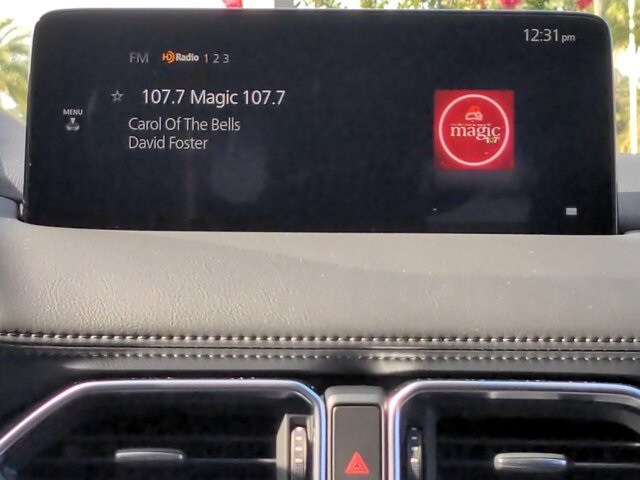 12:31 pm
FM HD Radio 1 2 3
☆ 107.7 Magic 107.7
MENU
Carol Of The Bells
David Foster
magic